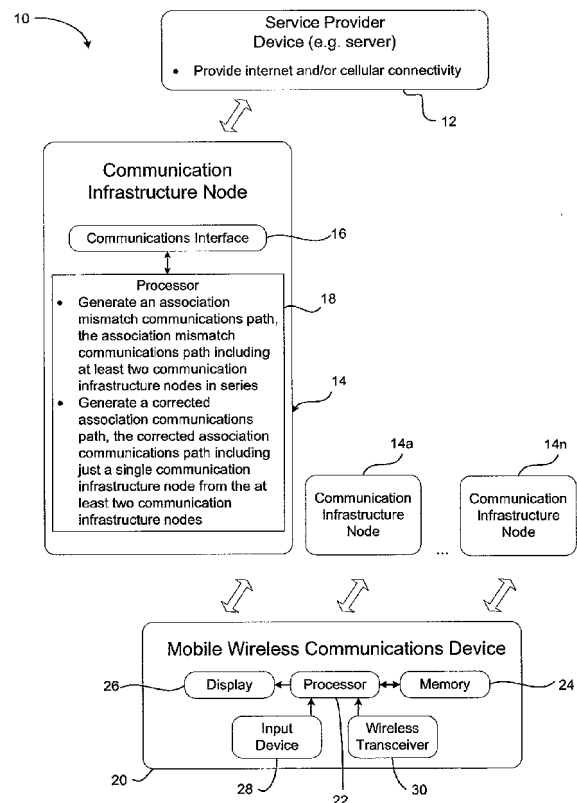 10
Service Provider
Device (e.g. server)
• Provide internet and/or cellular connectivity
12
Communication
Infrastructure Node
Communications Interface
16
Processor
• Generate an association
mismatch communications path,
the association mismatch
communications path including
at least two communication
infrastructure nodes in series
• Generate a corrected
association communications
path, the corrected association
communications path including
just a single communication
infrastructure node from the at
least two communication
infrastructure nodes
18
14
14a
Communication
Infrastructure
Node
...
14n
Communication
Infrastructure
Node
Mobile Wireless Communications Device
26
Display
Processor
Memory
24
Input
Device
Wireless
Transceiver
20
28
22
30